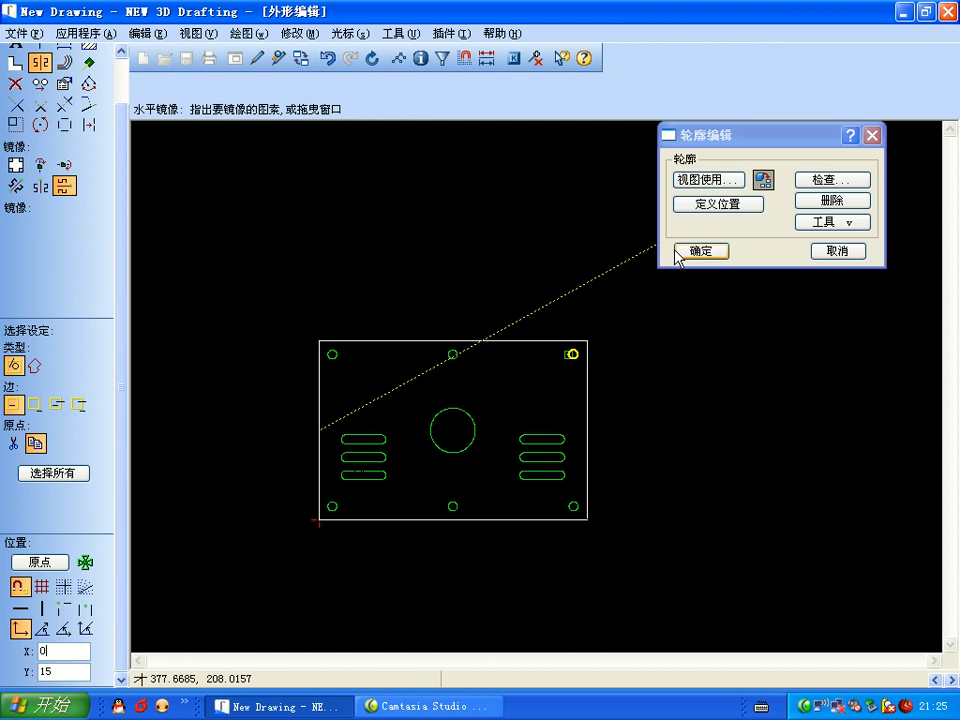 New Drawing - NEW 3D Drafting - [外形编辑]
文件(F) 应用程序(A) 编辑(E) 视图(V) 绘图(W) 修改(M) 光标(S) 工具(U) 插件(I) 帮助(H)
水平镜像: 指出要镜像的图素,或拖曳窗口
镜像:
镜像:
轮廓编辑
轮廓
视图使用...
检查...
定义位置
删除
工具
确定
取消
选择设定:
类型:
边:
原点:
选择所有
位置:
原点
X: 0
Y: 15
377.6685, 208.0157
开始
New Drawing - NE...
Camtasia Studio ...
21:25